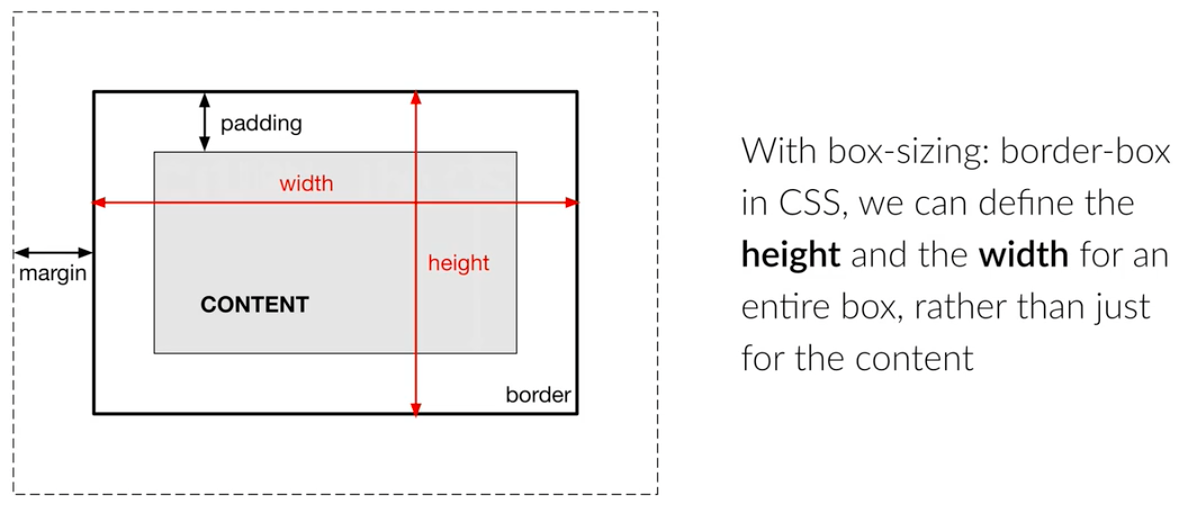 padding
width
height
margin
CONTENT
border
With box-sizing: border-box
in CSS, we can define the
height and the width for an
entire box, rather than just
for the content